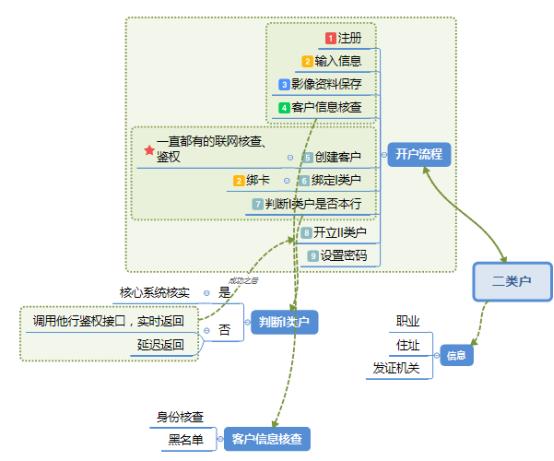 1 注册
2 输入信息
3 影像资料保存
4 客户信息核查
一直都有的联网核查、
鉴权
5 创建客户
2 绑卡
6 绑定I类户
7 判断I类户是否本行
8 开立II类户
9 设置密码
开户流程
二类户
成功之后
核心系统核实
是
调用他行鉴权接口，实时返回
否
延迟返回
判断I类户
职业
住址
发证机关
信息
身份核查
黑名单
客户信息核查